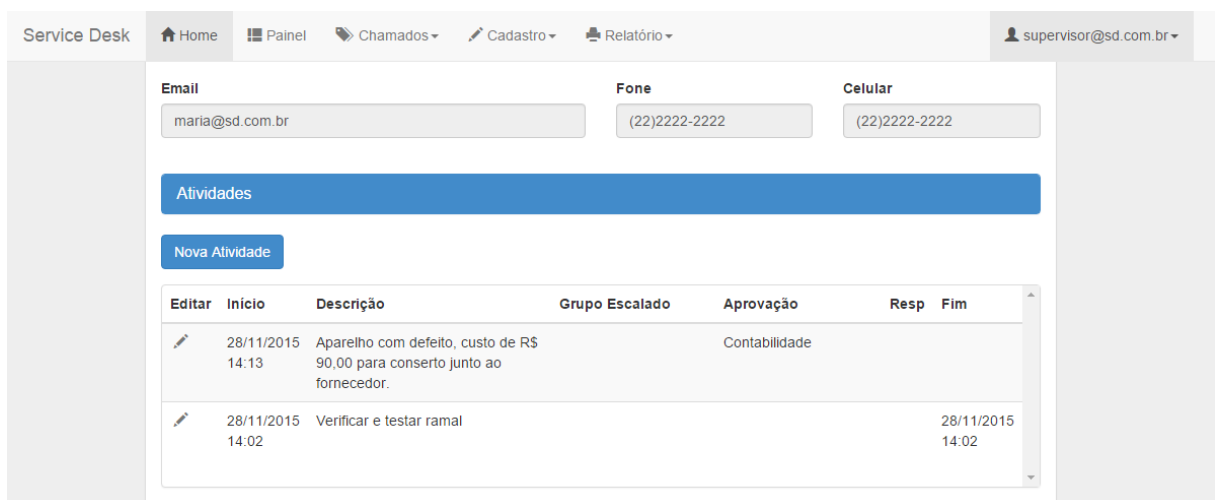 Service Desk Home Painel Chamados Cadastro Relatório supervisor@sd.com.br
Email Fone Celular
maria@sd.com.br (22)2222-2222 (22)2222-2222
Atividades
Nova Atividade
Editar Início Descrição Grupo Escalado Aprovação Resp Fim
28/11/2015 Aparelho com defeito, custo de R$ Contabilidade
14:13 90,00 para conserto junto ao
fornecedor.
28/11/2015 Verificar e testar ramal 28/11/2015
14:02 14:02